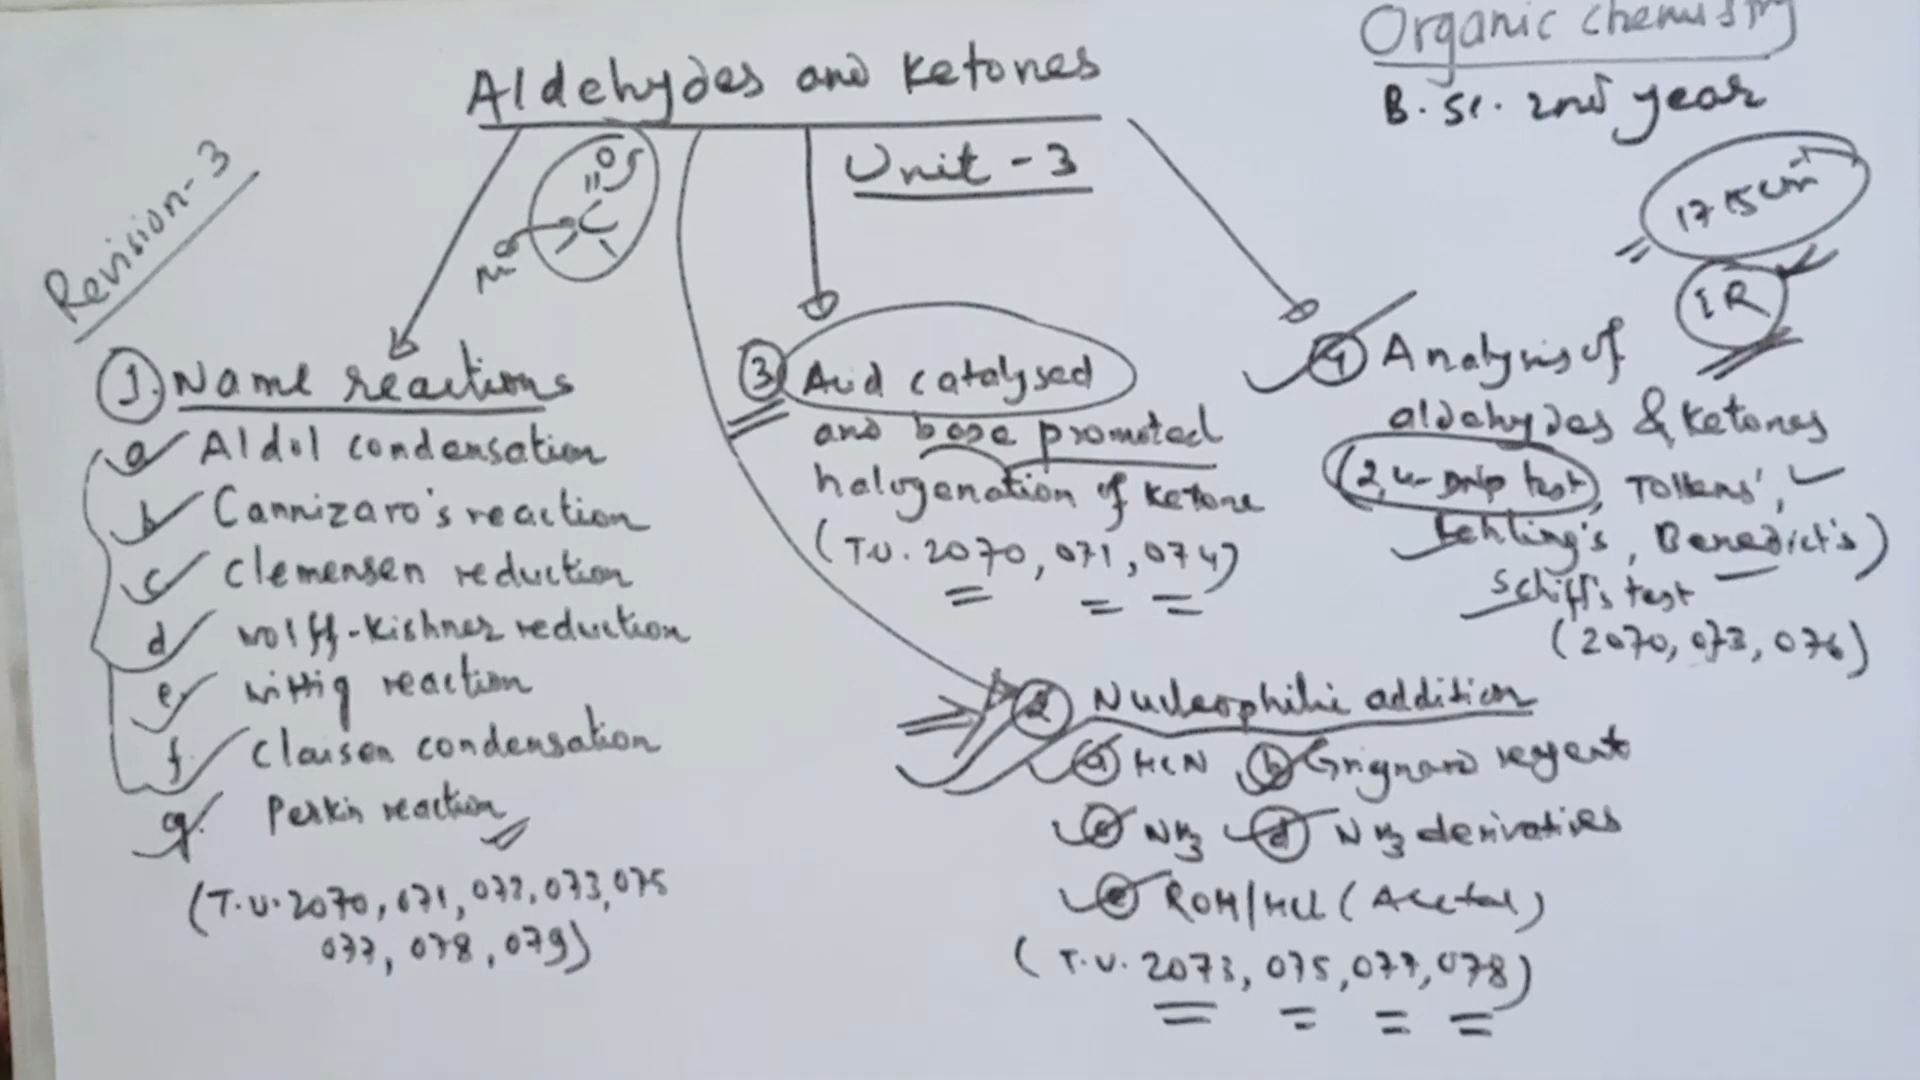 Organic chemistry
B.Sc. 2nd year
Aldehydes and Ketones
Unit - 3
Revision-3
O
C
Nu
1715 cm⁻¹
IR
1. Name reactions
a Aldol condensation
b Cannizaro's reaction
c Clemensen reduction
d Wolff-Kishner reduction
e wittig reaction
f. Claisen condensation
g. Perkin reaction
(T.U. 2070, 071, 072, 073, 075
077, 078, 079)
3 Acid catalysed
and base promoted
halogenation of Ketone
(T.U. 2070, 071, 074)
4 Analysis of
aldehydes & Ketones
(2,4-DNP test, Tollens',
Fehling's, Benedict's)
Schiff's test
(2070, 073, 076)
2 Nucleophilic addition
a HCN b Grignard regent
c NH3 d NH3 derivatives
e ROH/HCl (Acetal)
(T.U. 2073, 075, 077, 078)